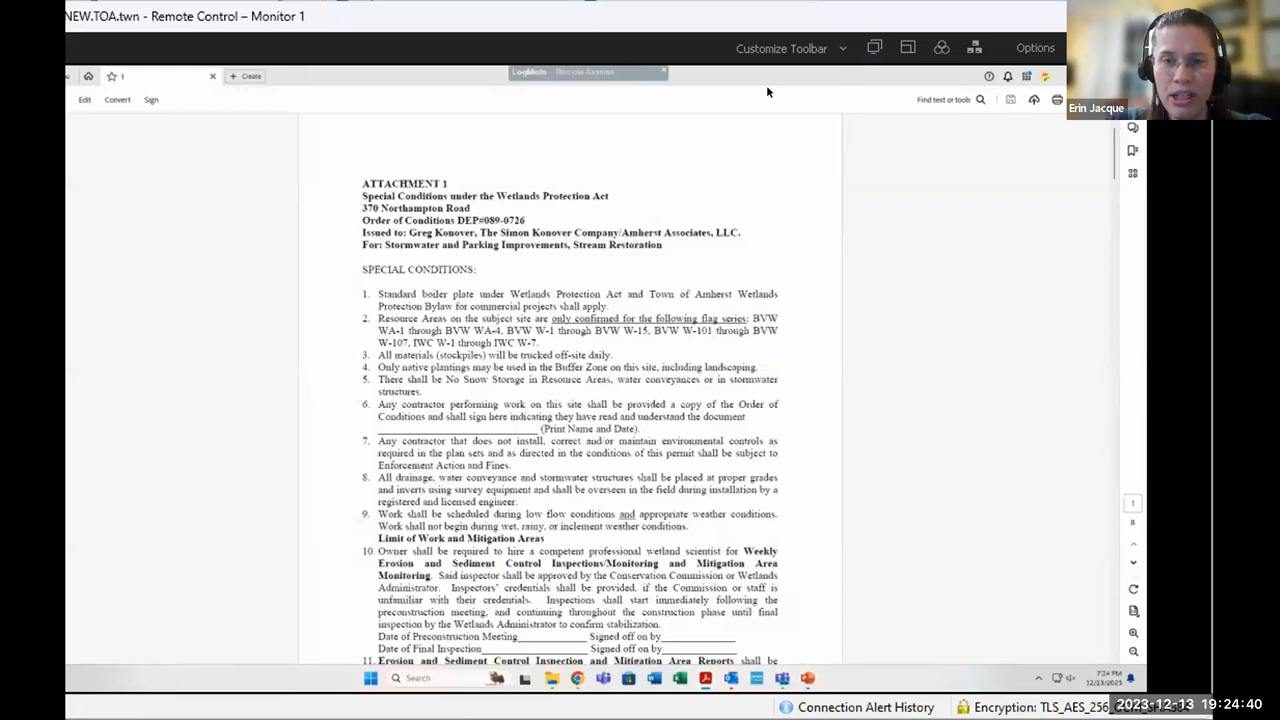 NEW.TOA.twn - Remote Control – Monitor 1
Customize Toolbar
Options
1
Create
LogMeIn - Remote Session
Edit Convert Sign
Find text or tools
Erin Jacque
ATTACHMENT 1
Special Conditions under the Wetlands Protection Act
370 Northampton Road
Order of Conditions DEP#089-0726
Issued to: Greg Konover, The Simon Konover Company/Amherst Associates, LLC.
For: Stormwater and Parking Improvements, Stream Restoration
SPECIAL CONDITIONS:
1. Standard boiler plate under Wetlands Protection Act and Town of Amherst Wetlands
Protection Bylaw for commercial projects shall apply.
2. Resource Areas on the subject site are only confirmed for the following flag series: BVW
WA-1 through BVW WA-4, BVW W-1 through BVW W-15, BVW W-101 through BVW
W-107, IWC W-1 through IWC W-7.
3. All materials (stockpiles) will be trucked off-site daily.
4. Only native plantings may be used in the Buffer Zone on this site, including landscaping.
5. There shall be No Snow Storage in Resource Areas, water conveyances or in stormwater
structures.
6. Any contractor performing work on this site shall be provided a copy of the Order of
Conditions and shall sign here indicating they have read and understand the document
____________________________ (Print Name and Date).
7. Any contractor that does not install, correct and/or maintain environmental controls as
required in the plan sets and as directed in the conditions of this permit shall be subject to
Enforcement Action and Fines.
8. All drainage, water conveyance and stormwater structures shall be placed at proper grades
and inverts using survey equipment and shall be overseen in the field during installation by a
registered and licensed engineer.
9. Work shall be scheduled during low flow conditions and appropriate weather conditions.
Work shall not begin during wet, rainy, or inclement weather conditions.
Limit of Work and Mitigation Areas
10. Owner shall be required to hire a competent professional wetland scientist for Weekly
Erosion and Sediment Control Inspections/Monitoring and Mitigation Area
Monitoring. Said inspector shall be approved by the Conservation Commission or Wetlands
Administrator. Inspectors' credentials shall be provided, if the Commission or staff is
unfamiliar with their credentials. Inspections shall start immediately following the
preconstruction meeting, and continuing throughout the construction phase until final
inspection by the Wetlands Administrator to confirm stabilization.
Date of Preconstruction Meeting____________ Signed off on by_____________
Date of Final Inspection__________________ Signed off on by_____________
11. Erosion and Sediment Control Inspection and Mitigation Area Reports shall be
1
8
Search
7:24 PM
12/13/2023
Connection Alert History
Encryption: TLS_AES_256_
2023-12-13 19:24:40